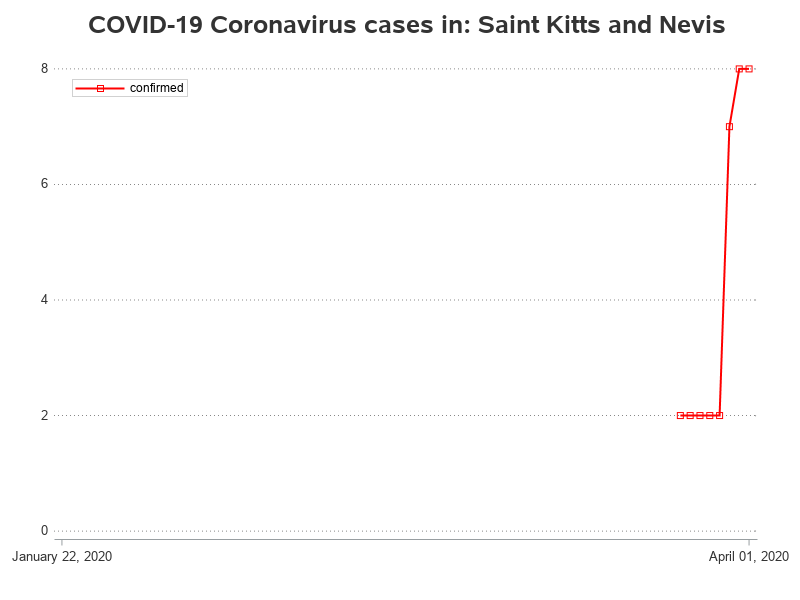 COVID-19 Coronavirus cases in: Saint Kitts and Nevis
8
confirmed
6
4
2
0
January 22, 2020
April 01, 2020